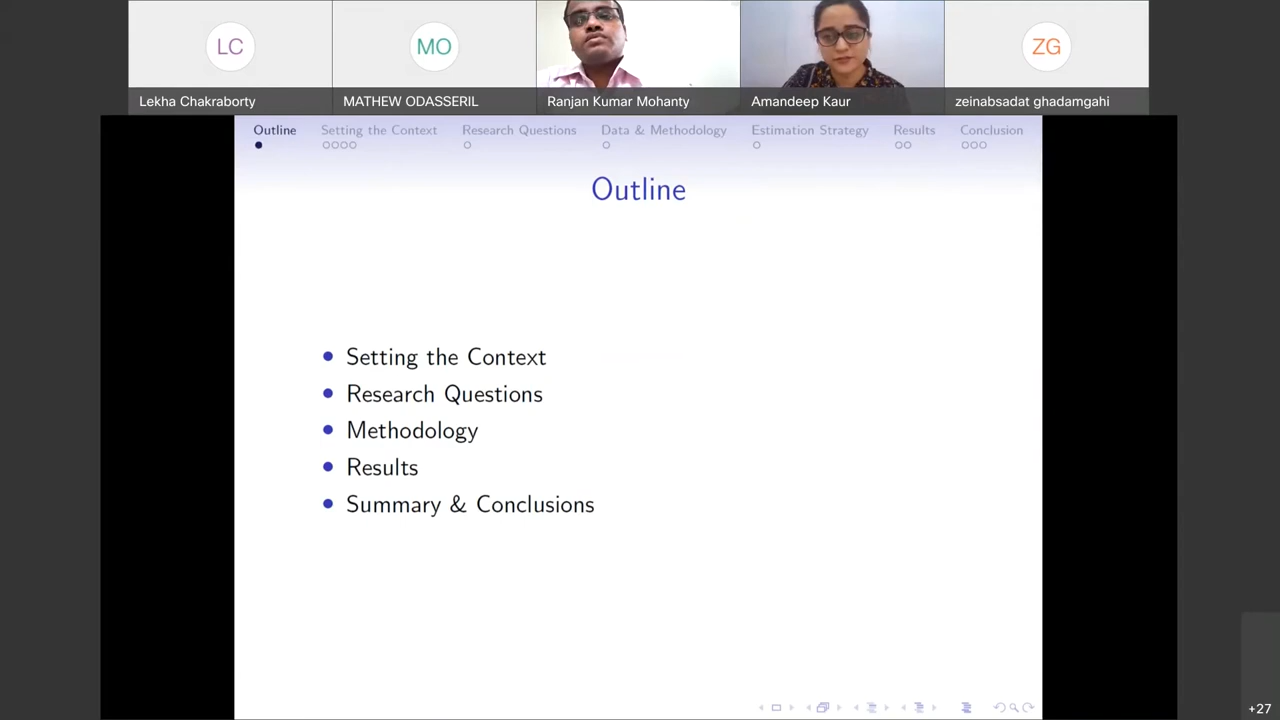 LC
MO
ZG
Lekha Chakraborty
MATHEW ODASSERIL
Ranjan Kumar Mohanty
Amandeep Kaur
zeinabsadat ghadamgahi
Outline Setting the Context Research Questions Data & Methodology Estimation Strategy Results Conclusion
Outline
Setting the Context
Research Questions
Methodology
Results
Summary & Conclusions
+27